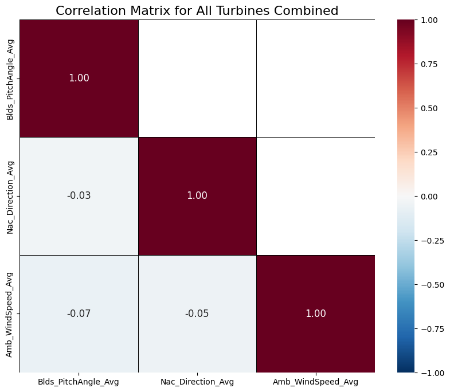 Correlation Matrix for All Turbines Combined
Blds_PitchAngle_Avg
Nac_Direction_Avg
Amb_WindSpeed_Avg
1.00
-0.03
1.00
-0.07
-0.05
1.00
Blds_PitchAngle_Avg
Nac_Direction_Avg
Amb_WindSpeed_Avg
1.00
0.75
0.50
0.25
0.00
−0.25
−0.50
−0.75
−1.00